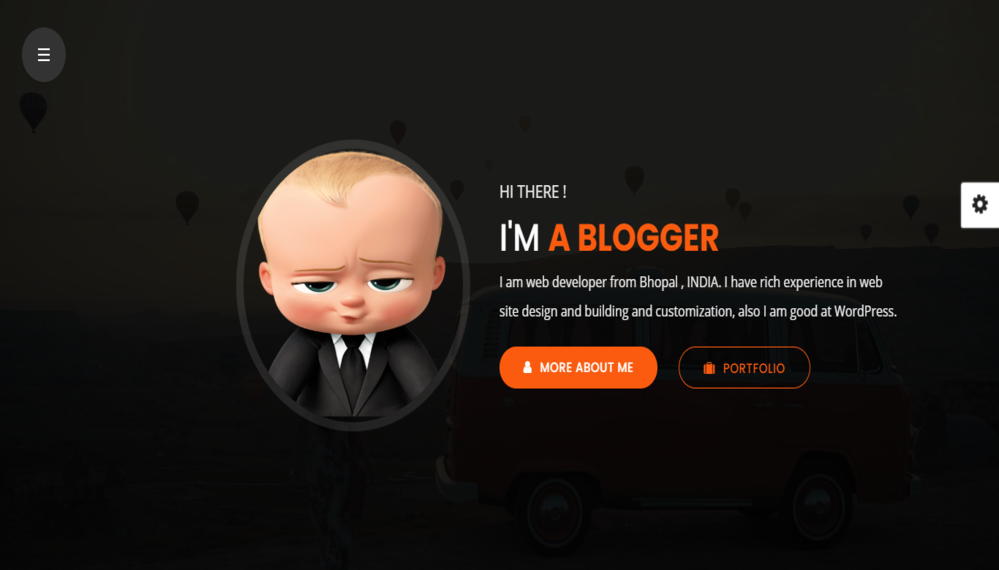 HI THERE !
I'M A BLOGGER
I am web developer from Bhopal , INDIA. I have rich experience in web
site design and building and customization, also I am good at WordPress.
MORE ABOUT ME
PORTFOLIO